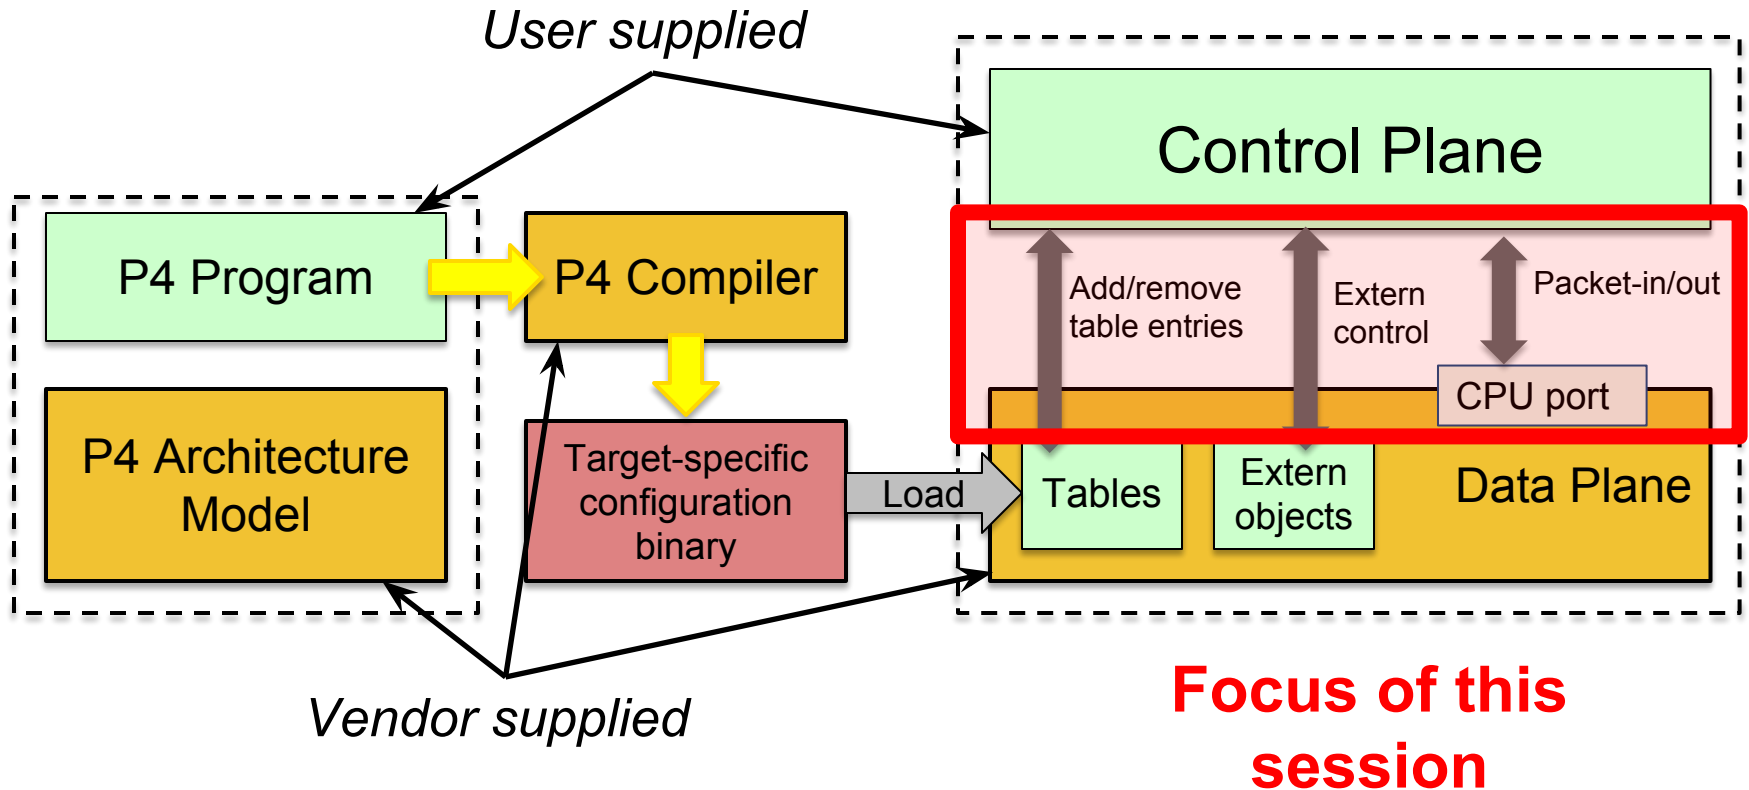 User supplied
Control Plane
P4 Program
P4 Compiler
Add/remove
table entries
Extern
control
Packet-in/out
CPU port
P4 Architecture
Model
Target-specific
configuration
binary
Load
Tables
Extern
objects
Data Plane
Vendor supplied
Focus of this
session